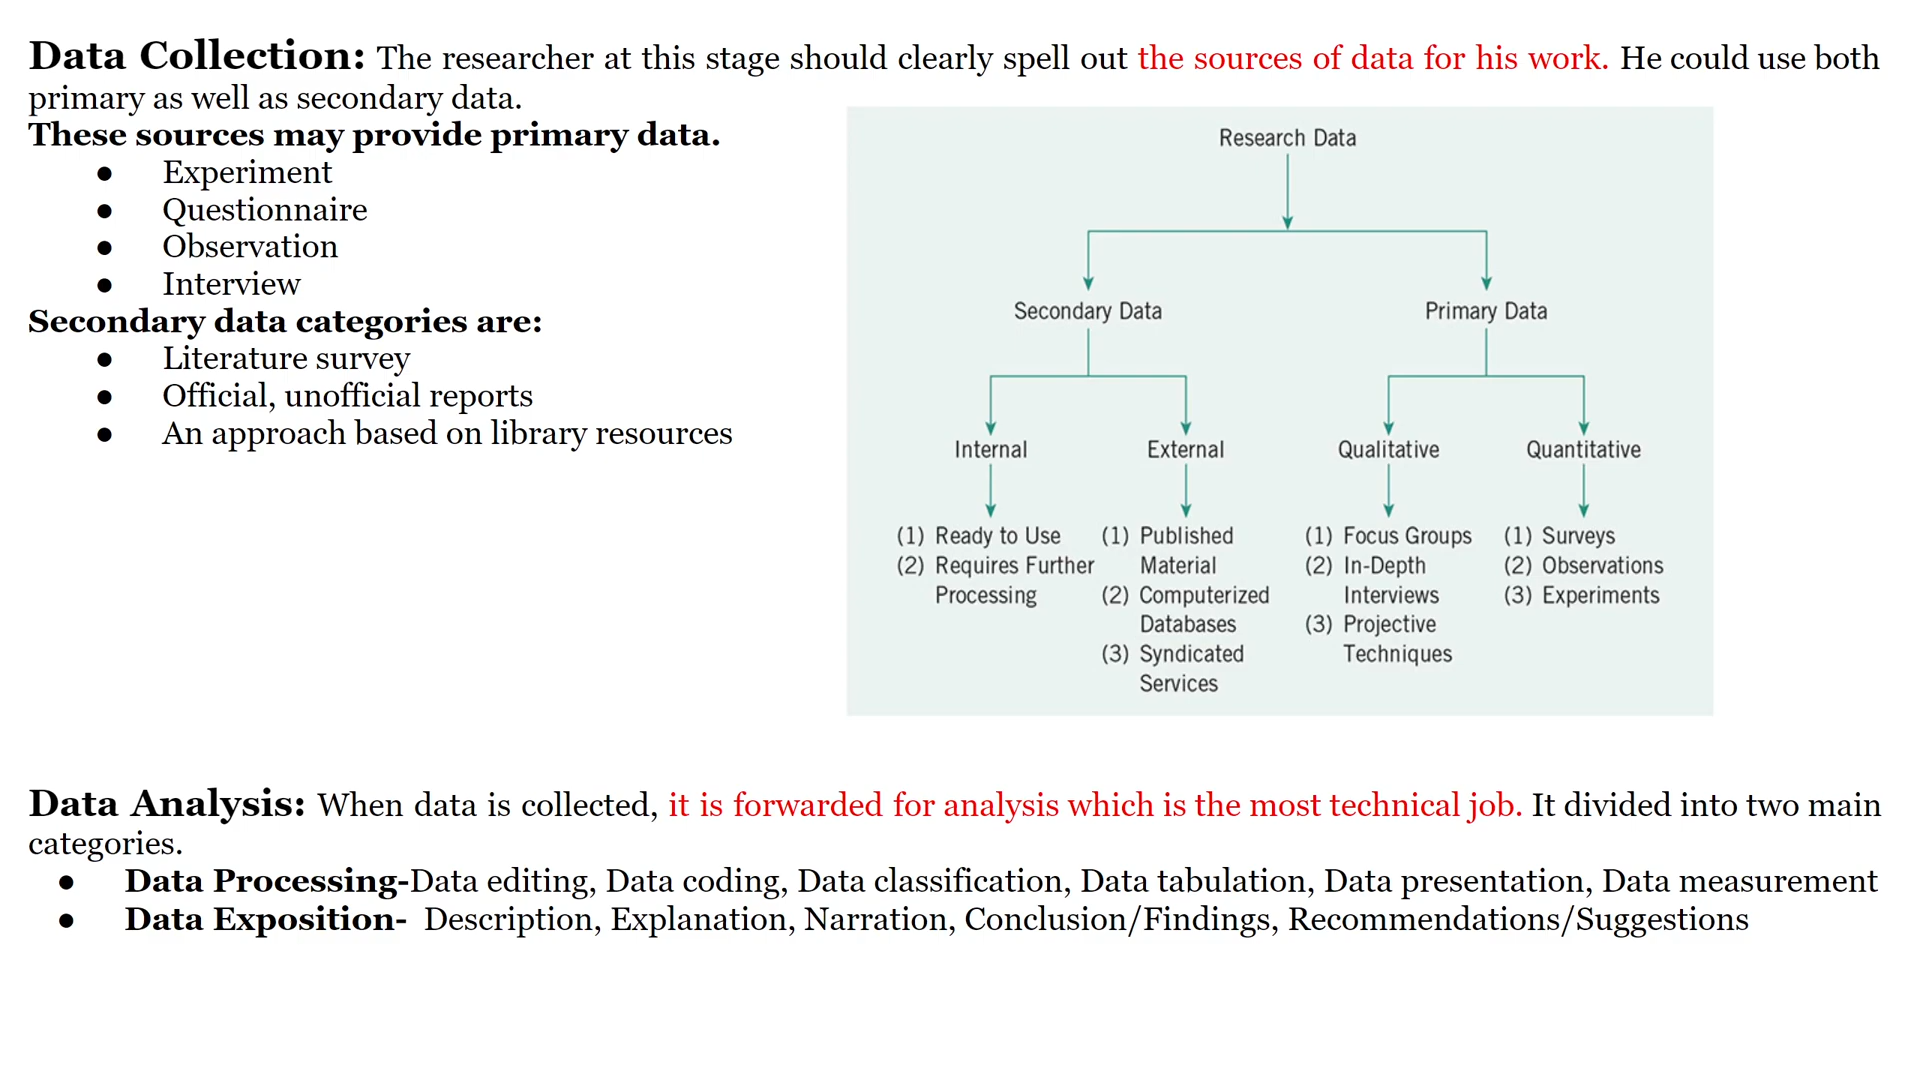 Data Collection: The researcher at this stage should clearly spell out the sources of data for his work. He could use both
primary as well as secondary data.
These sources may provide primary data.
● Experiment
● Questionnaire
● Observation
● Interview
Secondary data categories are:
● Literature survey
● Official, unofficial reports
● An approach based on library resources
Research Data
Secondary Data
Primary Data
Internal
External
Qualitative
Quantitative
(1) Ready to Use
(2) Requires Further
Processing
(1) Published
Material
(2) Computerized
Databases
(3) Syndicated
Services
(1) Focus Groups
(2) In-Depth
Interviews
(3) Projective
Techniques
(1) Surveys
(2) Observations
(3) Experiments
Data Analysis: When data is collected, it is forwarded for analysis which is the most technical job. It divided into two main
categories.
● Data Processing-Data editing, Data coding, Data classification, Data tabulation, Data presentation, Data measurement
● Data Exposition- Description, Explanation, Narration, Conclusion/Findings, Recommendations/Suggestions